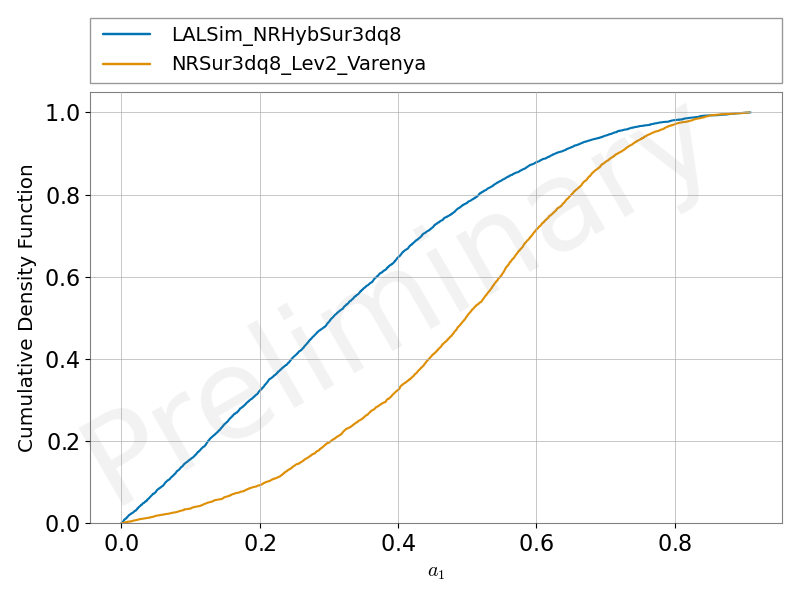 LALSim_NRHybSur3dq8
NRSur3dq8_Lev2_Varenya
1.0
0.8
0.6
0.4
0.2
0.0
Cumulative Density Function
Preliminary
0.0 0.2 0.4 0.6 0.8
a₁